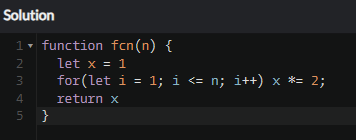 Solution
1 function fcn(n) {
2   let x = 1
3   for(let i = 1; i <= n; i++) x *= 2;
4   return x
5 }